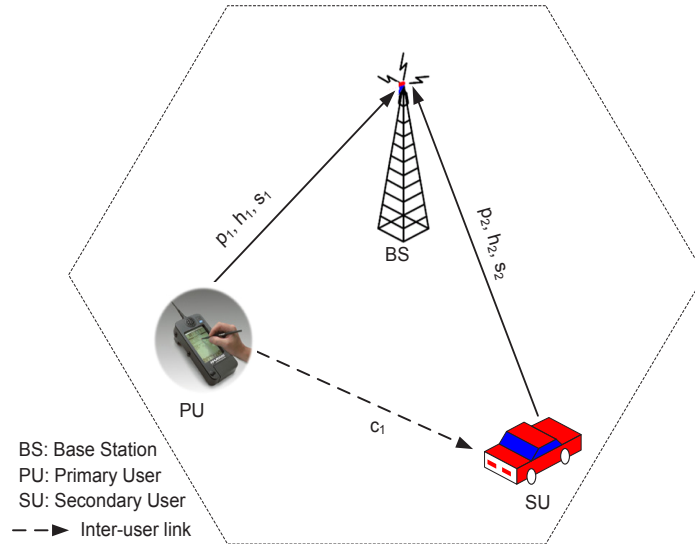 BS
p1, h1, s1
p2, h2, s2
PU
c1
SU
BS: Base Station
PU: Primary User
SU: Secondary User
Inter-user link